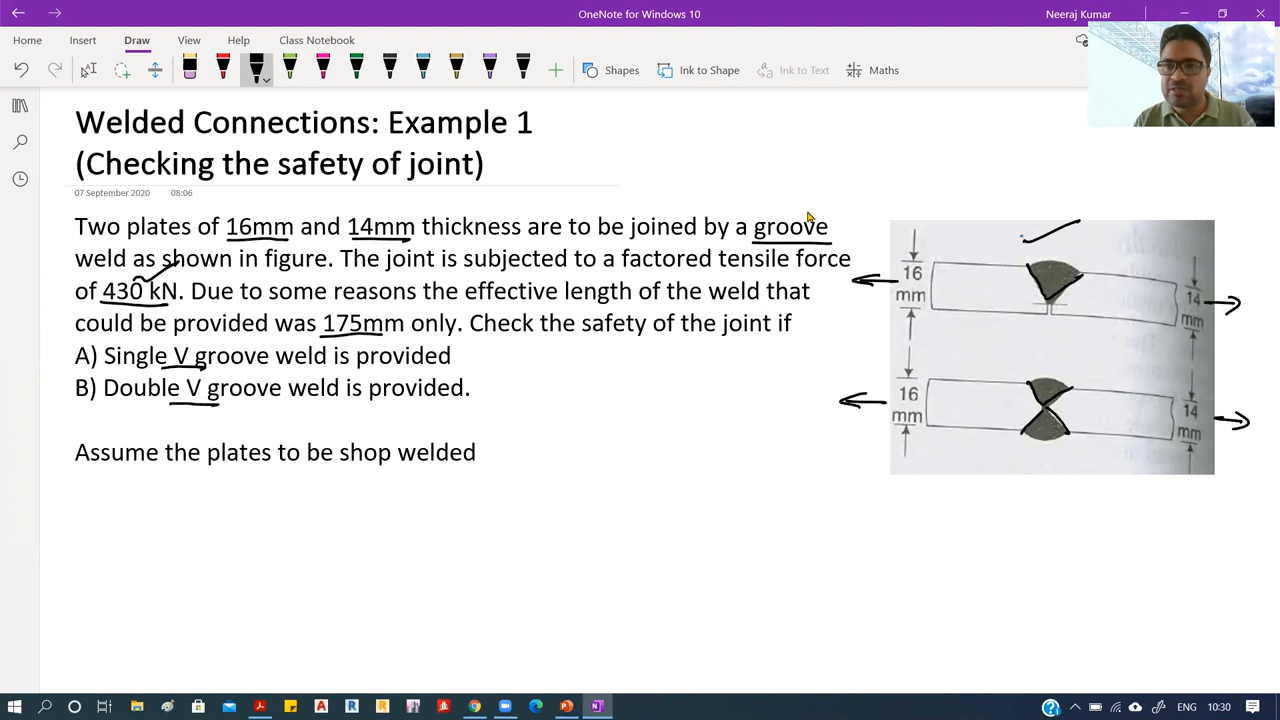 OneNote for Windows 10
Neeraj Kumar
Home Insert Draw View Help Class Notebook
Shapes Ink to Shape Ink to Text Maths
Welded Connections: Example 1
(Checking the safety of joint)
07 September 2020 08:06
Two plates of 16mm and 14mm thickness are to be joined by a groove
weld as shown in figure. The joint is subjected to a factored tensile force
of 430 kN. Due to some reasons the effective length of the weld that
could be provided was 175mm only. Check the safety of the joint if
A) Single V groove weld is provided
B) Double V groove weld is provided.
Assume the plates to be shop welded
16
mm
14
mm
16
mm
14
mm
ENG 10:30